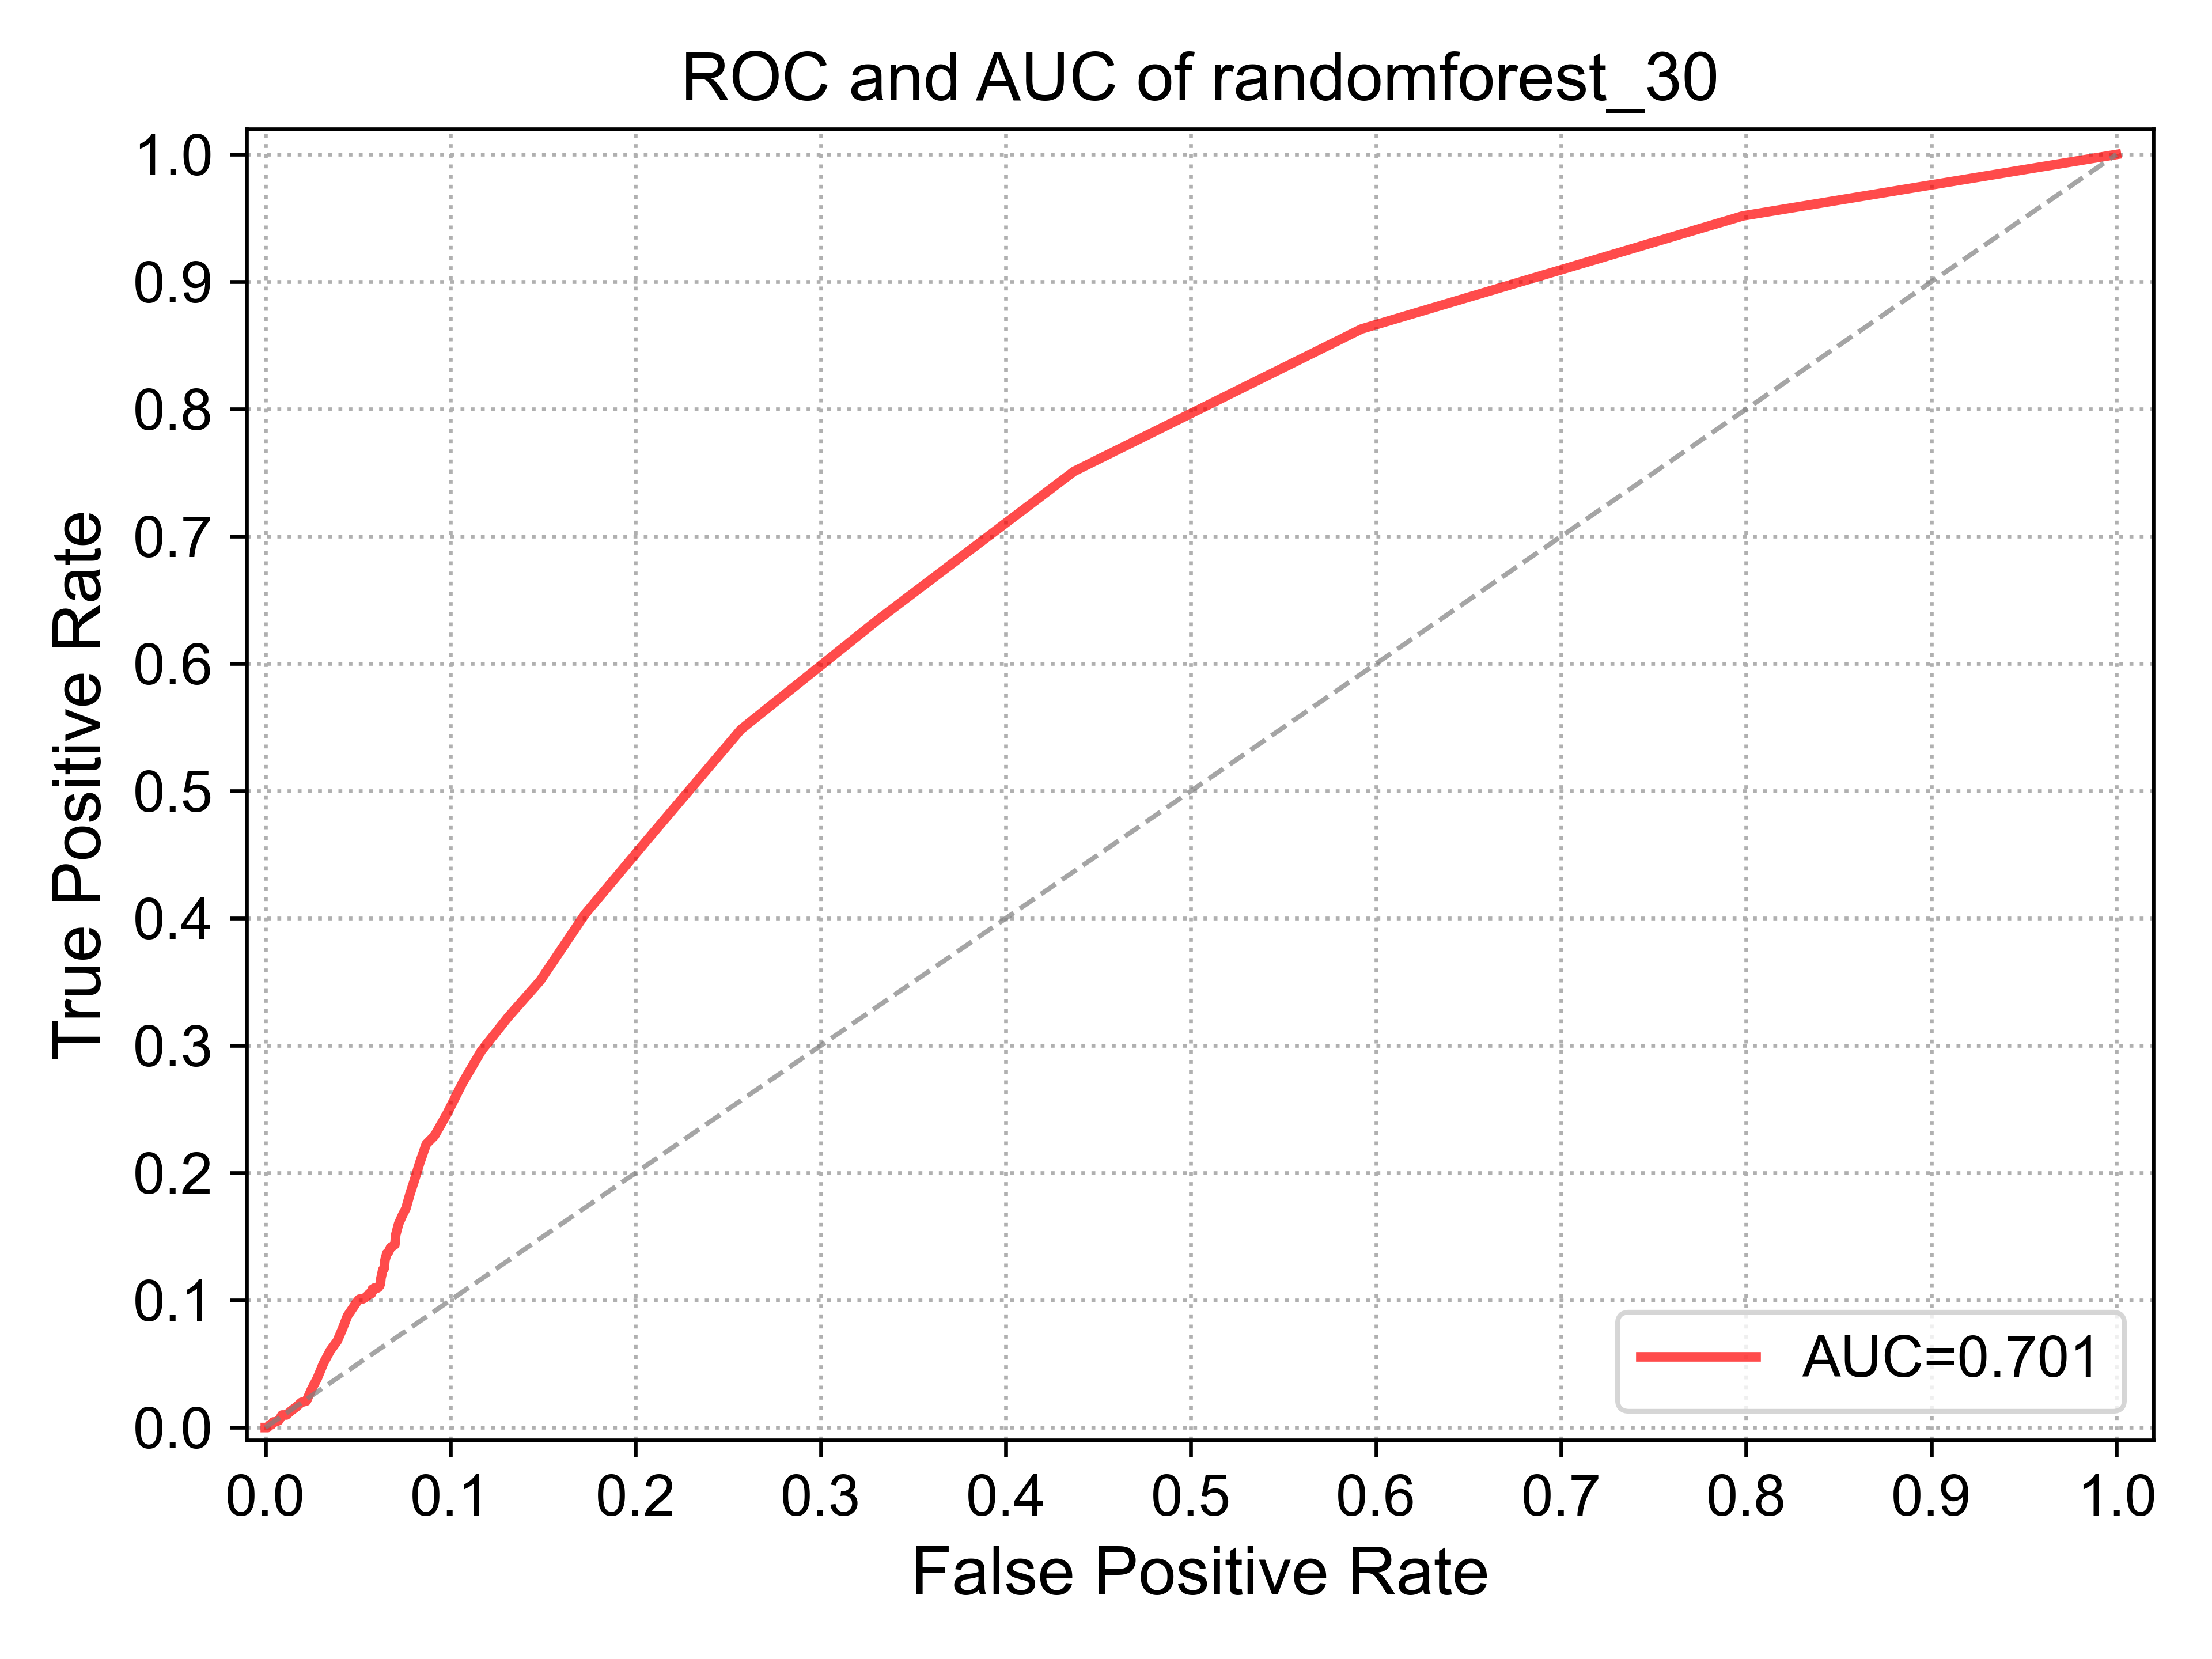 ROC and AUC of randomforest_30
1.0
0.9
0.8
0.7
0.6
0.5
0.4
0.3
0.2
0.1
0.0
True Positive Rate
AUC=0.701
0.0 0.1 0.2 0.3 0.4 0.5 0.6 0.7 0.8 0.9 1.0
False Positive Rate